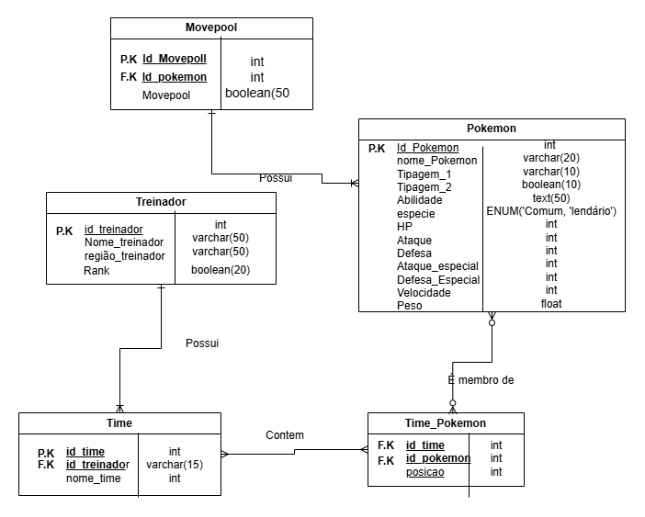 Movepool
P.K Id_Movepoll int
F.K Id_pokemon int
Movepool boolean(50
Possui
Pokemon
P.K Id_Pokemon int
nome_Pokemon varchar(20)
Tipagem_1 varchar(10)
Tipagem_2 boolean(10)
Abilidade text(50)
especie ENUM('Comum, 'lendário')
HP int
Ataque int
Defesa int
Ataque_especial int
Defesa_Especial int
Velocidade int
Peso float
Treinador
P.K id_treinador int
Nome_treinador varchar(50)
região_treinador varchar(50)
Rank boolean(20)
Possui
É membro de
Time
P.K id_time int
F.K id_treinador varchar(15)
nome_time int
Contem
Time_Pokemon
F.K id_time int
F.K id_pokemon int
posicao int